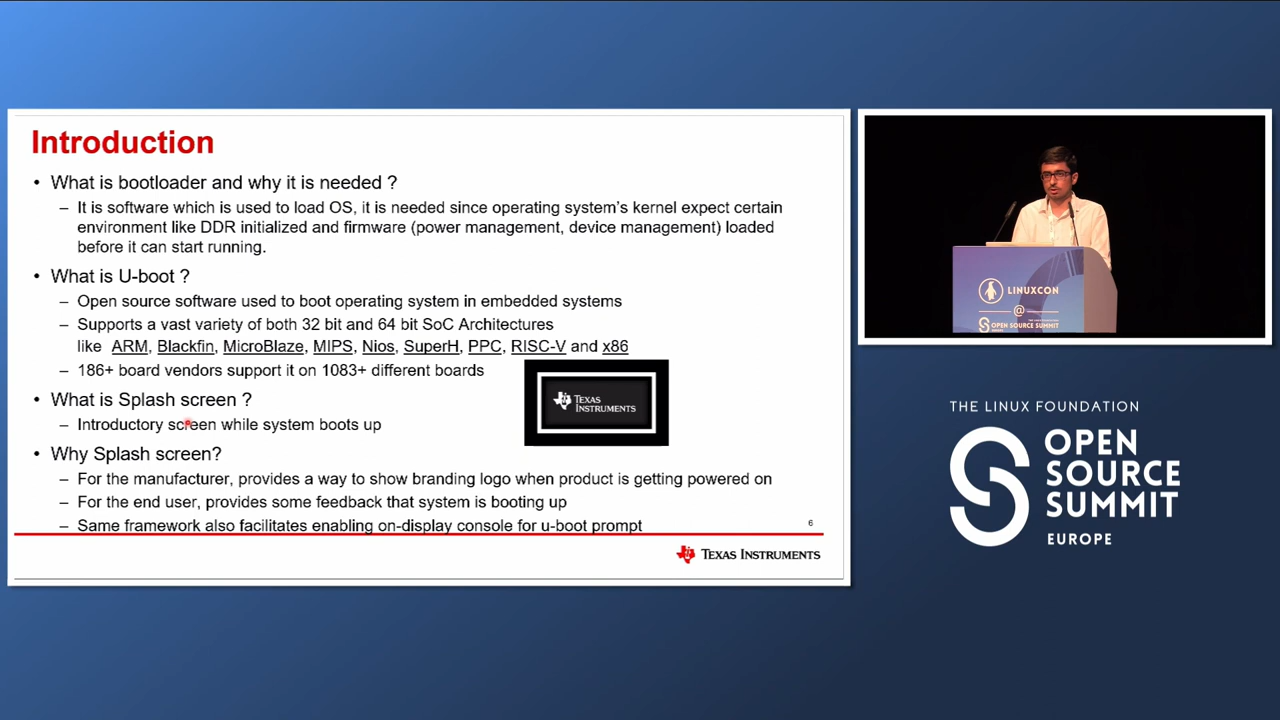 Introduction
• What is bootloader and why it is needed ?
– It is software which is used to load OS, it is needed since operating system's kernel expect certain
environment like DDR initialized and firmware (power management, device management) loaded
before it can start running.
• What is U-boot ?
– Open source software used to boot operating system in embedded systems
– Supports a vast variety of both 32 bit and 64 bit SoC Architectures
like ARM, Blackfin, MicroBlaze, MIPS, Nios, SuperH, PPC, RISC-V and x86
– 186+ board vendors support it on 1083+ different boards
• What is Splash screen ?
– Introductory screen while system boots up
TEXAS
INSTRUMENTS
• Why Splash screen?
– For the manufacturer, provides a way to show branding logo when product is getting powered on
– For the end user, provides some feedback that system is booting up
– Same framework also facilitates enabling on-display console for u-boot prompt
6
TEXAS INSTRUMENTS
LINUXCON
@
OPEN SOURCE SUMMIT
THE LINUX FOUNDATION
OPEN
SOURCE
SUMMIT
EUROPE